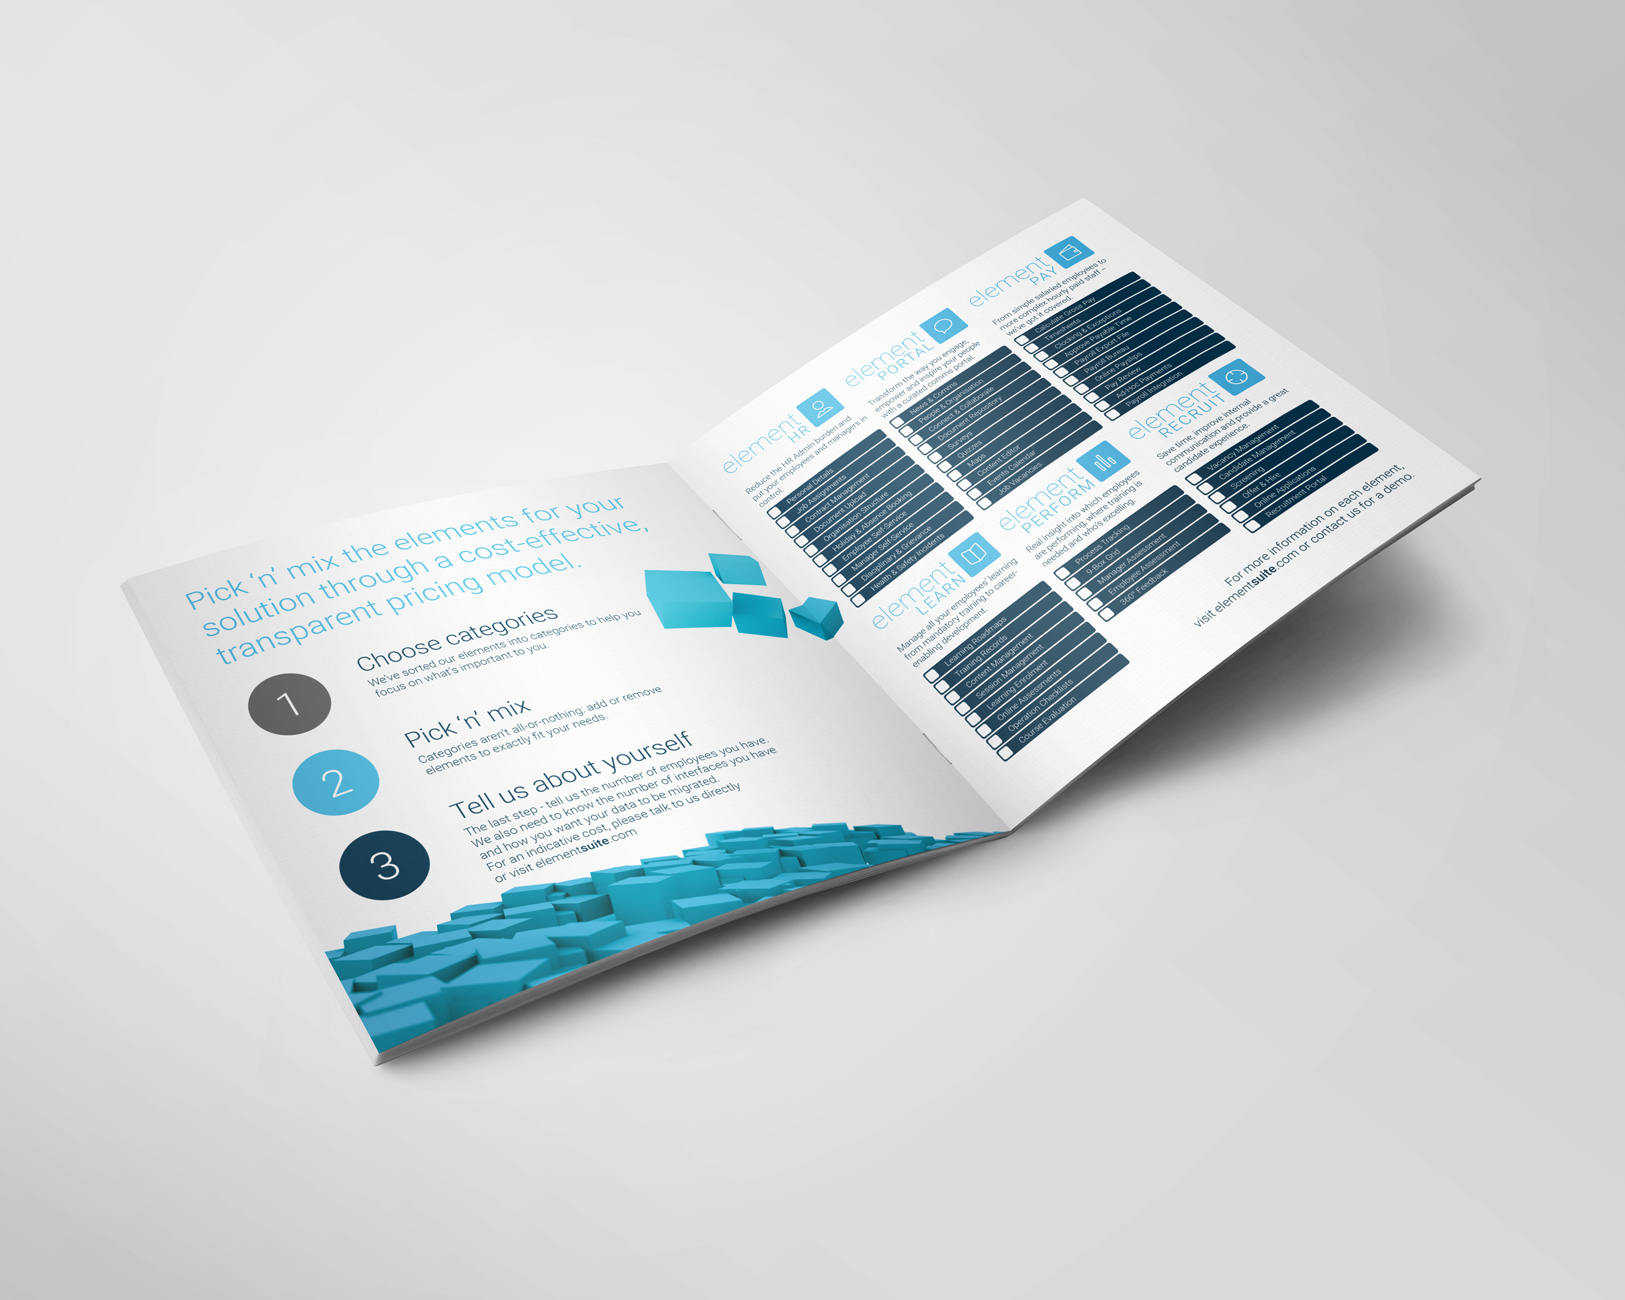 Pick 'n' mix the elements for your
solution through a cost-effective,
transparent pricing model.
1
Choose categories
We've sorted our elements into categories to help you
focus on what's important to you.
2
Pick 'n' mix
Categories aren't all-or-nothing: add or remove
elements to exactly fit your needs.
3
Tell us about yourself
The last step - tell us the number of employees you have.
We also need to know the number of interfaces you have
and how you want your data to be migrated.
For an indicative cost, please talk to us directly
or visit elementsuite.com
element
HR
Reduce the HR Admin burden and
put your employees and managers in
control.
Personal Details
Job Assignments
Contract Management
Document Upload
Organisation Structure
Holiday & Absence Booking
Employee Self-Service
Manager Self-Service
Disciplinary & Grievance
Health & Safety Incidents
element
PORTAL
Transform the way you engage,
empower and inspire your people
with a curated comms portal.
News & Comms
People & Organisation
Connect & Collaborate
Document Repository
Surveys
Quizzes
Maps
Content Editor
Events Calendar
Job Vacancies
element
PAY
From simple salaried employees to
more complex hourly paid staff –
we've got it covered.
Calculate Gross Pay
Timesheets
Clocking & Exceptions
Approve Payable Time
Payroll Export File
Payroll Bureau
Online Payslips
Pay Review
Ad-Hoc Payments
Payroll Integration
element
LEARN
Manage all your employees' learning
from mandatory training to career-
enabling development.
Learning Roadmaps
Training Records
Content Management
Session Management
Learning Enrolment
Online Assessments
Operation Checklists
Course Evaluation
element
PERFORM
Real insight into which employees
are performing, where training is
needed and who's excelling.
Process Tracking
9-Box Grid
Manager Assessment
Employee Assesment
360° Feedback
element
RECRUIT
Save time, improve internal
communication and provide a great
candidate experience.
Vacancy Management
Candidate Management
Screening
Offer & Hire
Online Applications
Recruitment Portal
For more information on each element,
visit elementsuite.com or contact us for a demo.